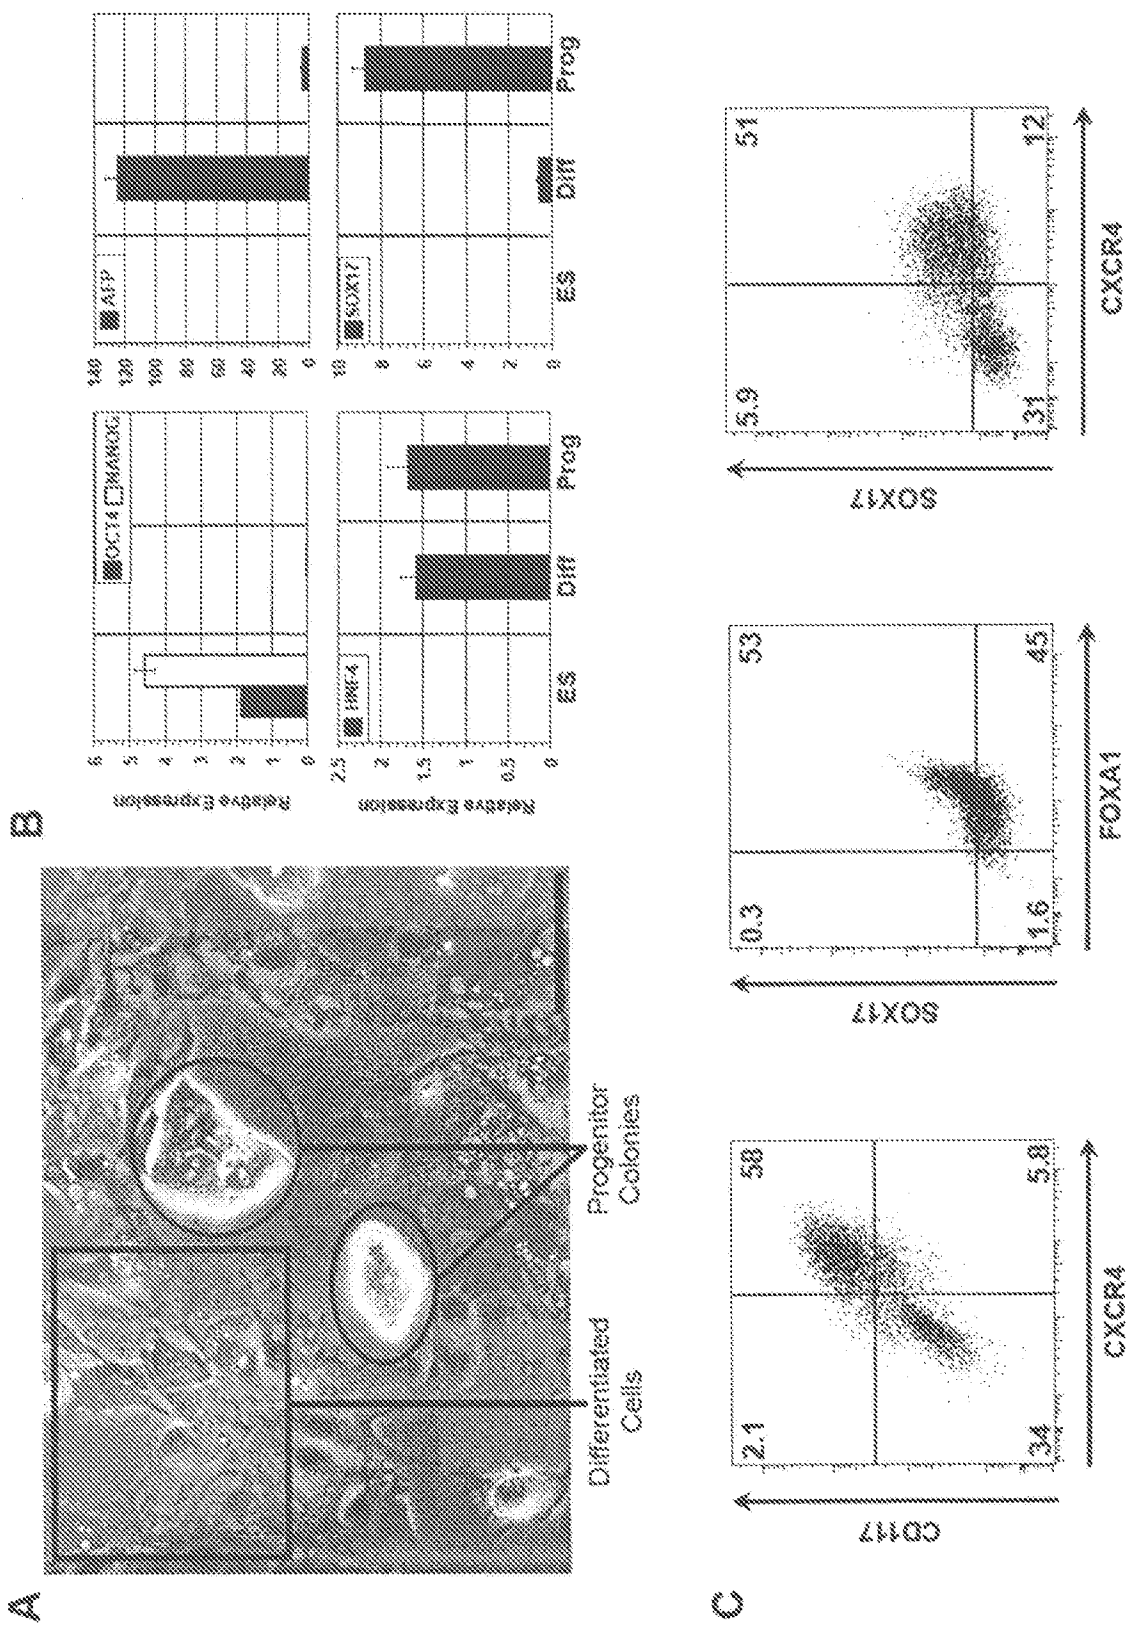 A
Differentiated
Cells
Progenitor
Colonies
B
Relative Expression
6
5
4
3
2
1
0
OCT4 NANOG
140
120
100
80
60
40
20
0
AFP
Relative Expression
2.5
2
1.5
1
0.5
0
HNF4
ES Diff Prog
10
8
6
4
2
0
SOX17
ES Diff Prog
C
CD117
2.1 58
34 5.8
CXCR4
SOX17
0.3 53
1.6 45
FOXA1
SOX17
5.9 51
31 12
CXCR4